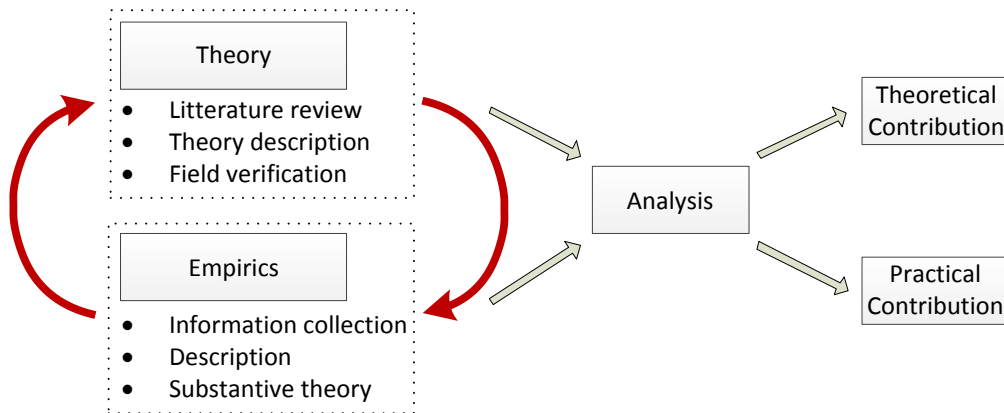 Theory
• Litterature review
• Theory description
• Field verification
Empirics
• Information collection
• Description
• Substantive theory
Analysis
Theoretical
Contribution
Practical
Contribution